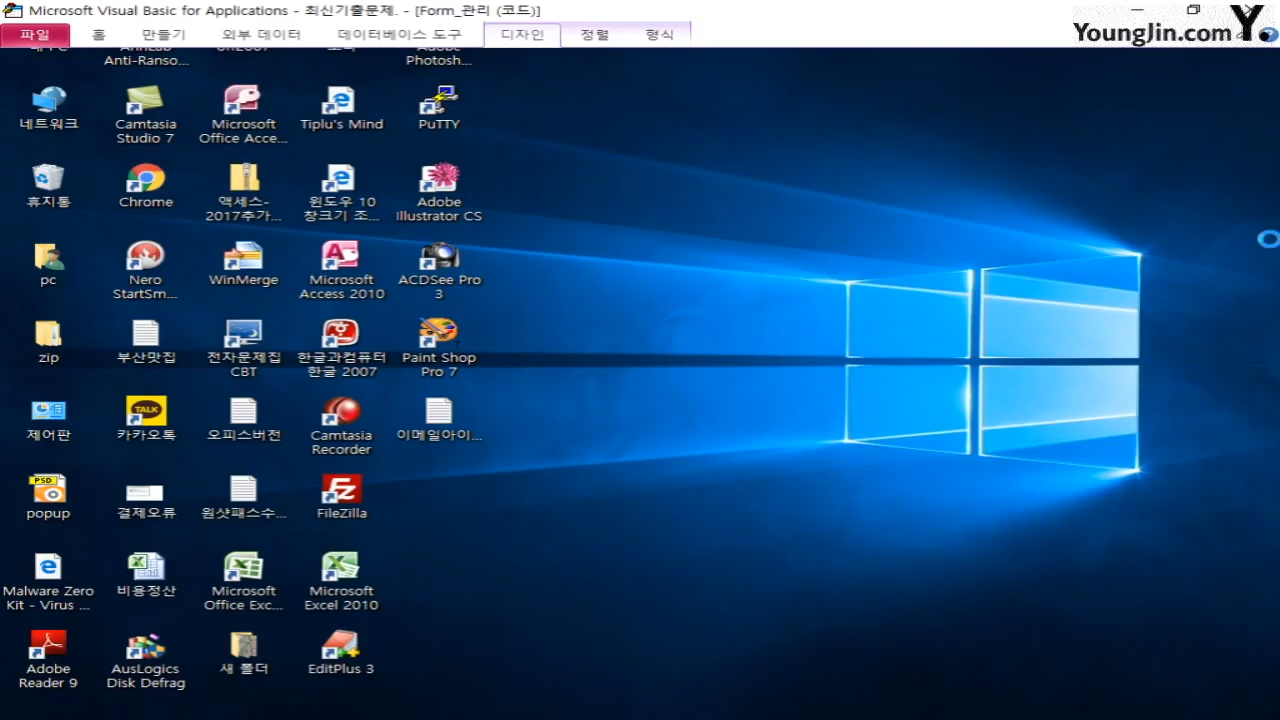 Microsoft Visual Basic for Applications - 최신기출문제. - [Form_관리 (코드)]
파일 홈 만들기 외부 데이터 데이터베이스 도구 디자인 정렬 형식
YoungJin.com Y.
Anti-Ranso...
Photosh...
네트워크
Camtasia
Studio 7
Microsoft
Office Acce...
Tiplu's Mind
PuTTY
휴지통
Chrome
액세스-
2017추가...
윈도우 10
창크기 조...
Adobe
Illustrator CS
pc
Nero
StartSm...
WinMerge
Microsoft
Access 2010
ACDSee Pro
3
zip
부산맛집
전자문제집
CBT
한글과컴퓨터
한글 2007
Paint Shop
Pro 7
제어판
TALK
카카오톡
오피스버전
Camtasia
Recorder
이메일아이...
PSD
popup
결제오류
원샷패스수...
FileZilla
Malware Zero
Kit - Virus ...
비용정산
Microsoft
Office Exc...
Microsoft
Excel 2010
Adobe
Reader 9
AusLogics
Disk Defrag
새 폴더
EditPlus 3